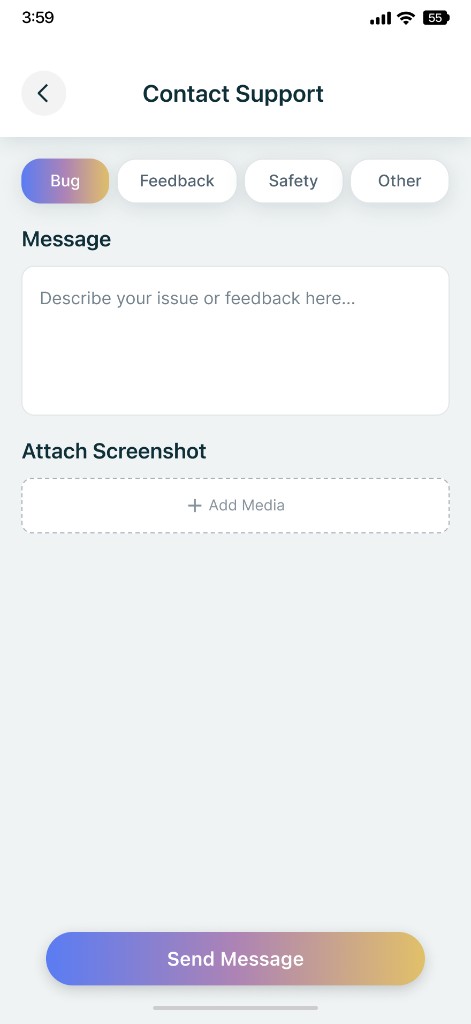 3:59
55
Contact Support
Bug
Feedback
Safety
Other
Message
Describe your issue or feedback here...
Attach Screenshot
+ Add Media
Send Message